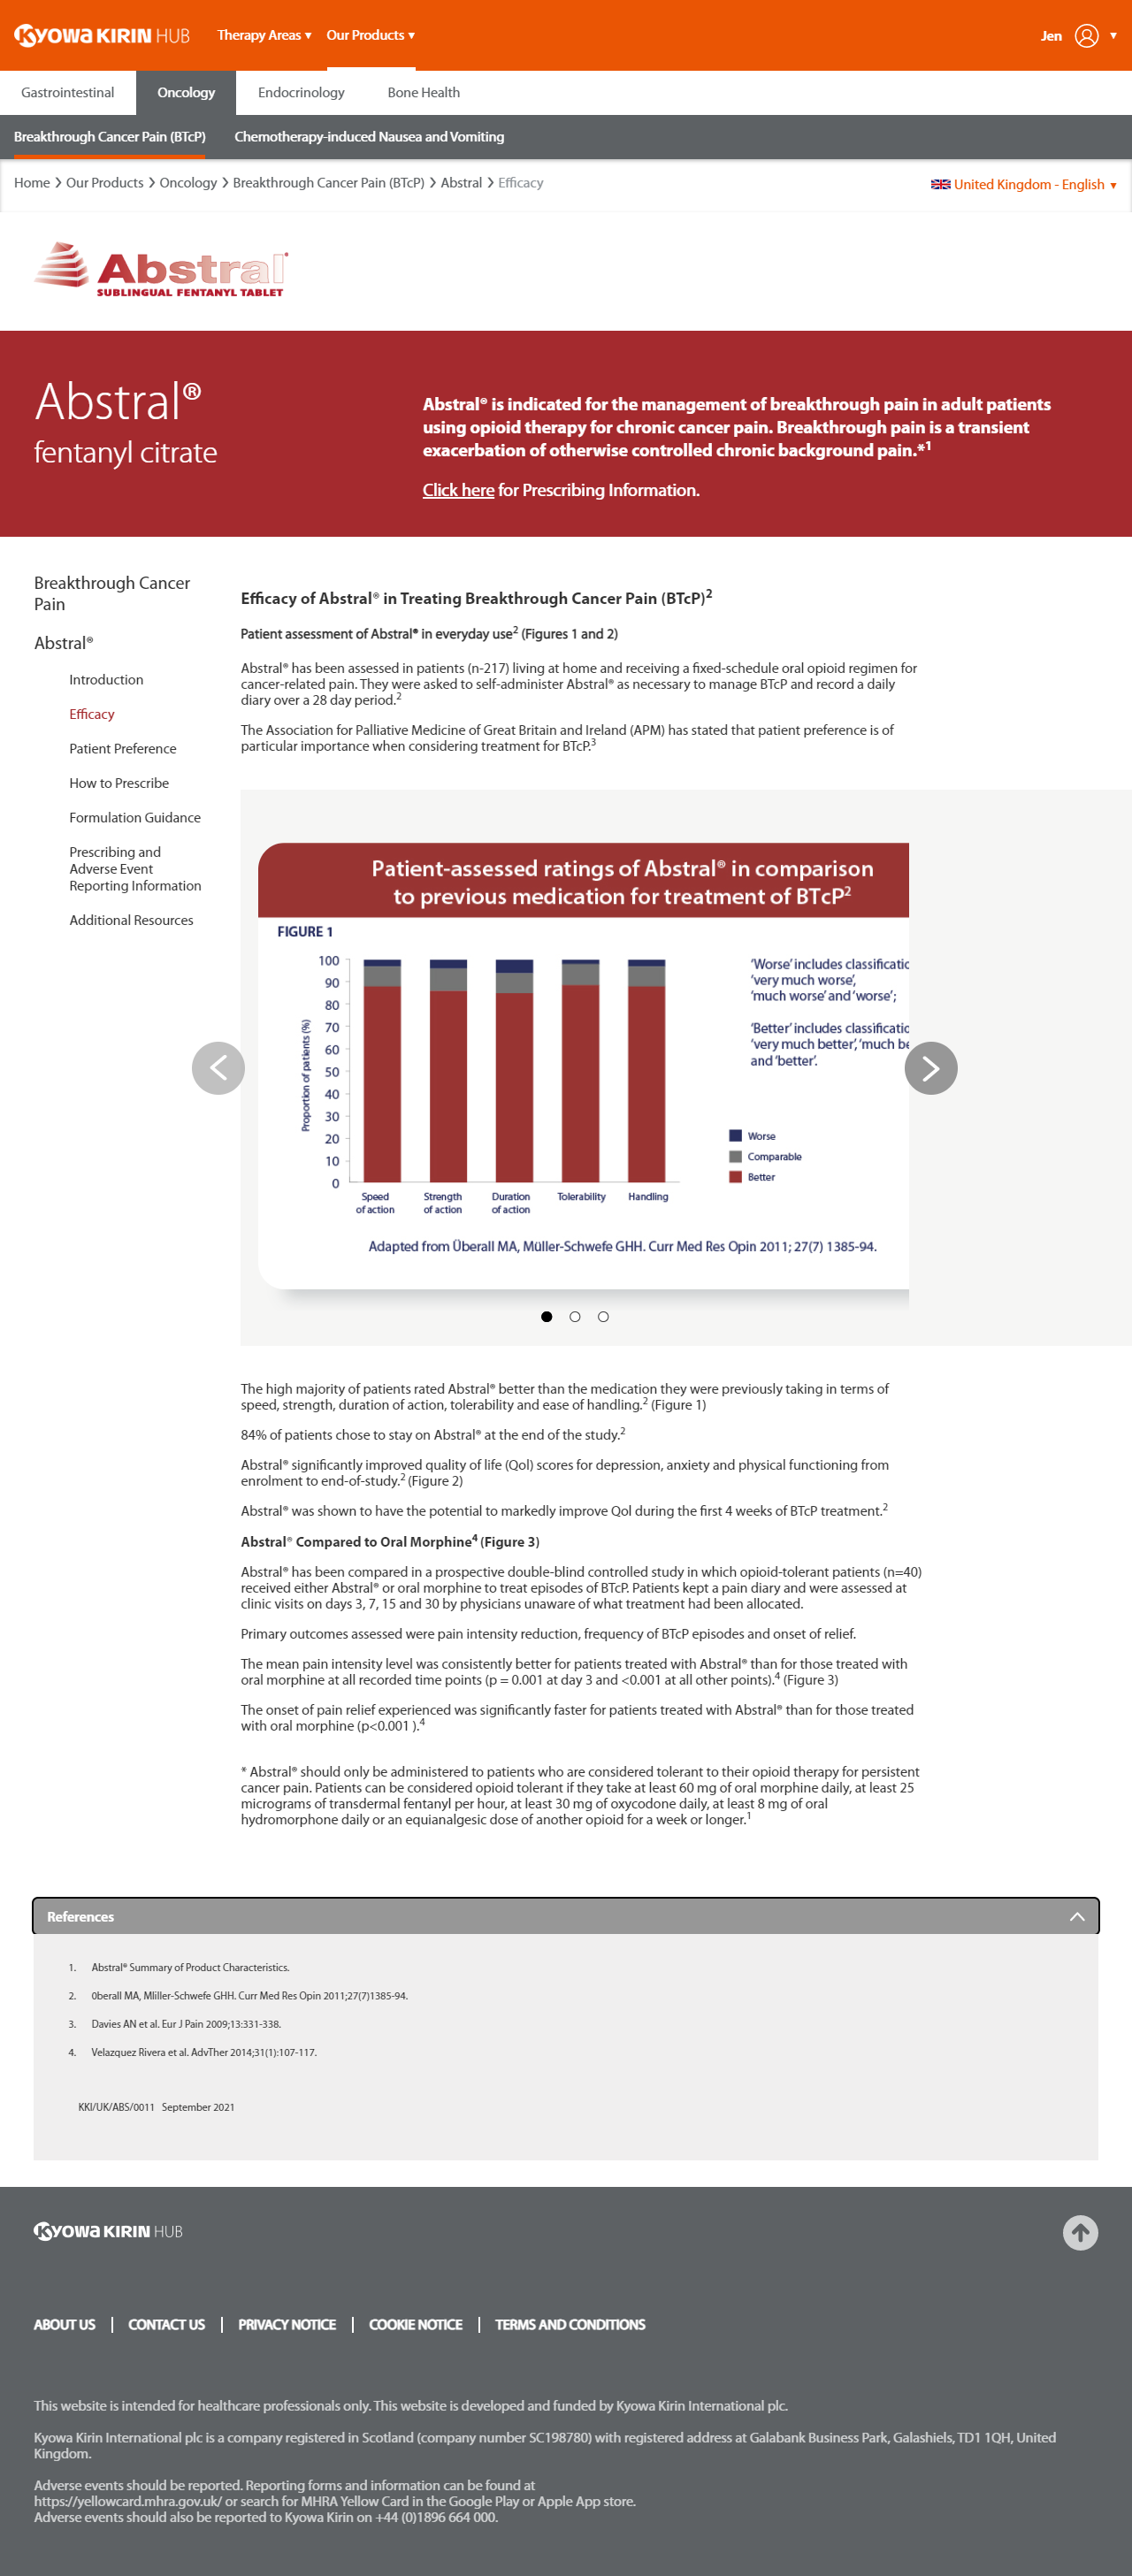 Kyowa KIRIN HUB
Therapy Areas ▼ Our Products ▼
Jen ▼
Gastrointestinal Oncology Endocrinology Bone Health
Breakthrough Cancer Pain (BTcP) Chemotherapy-induced Nausea and Vomiting
Home > Our Products > Oncology > Breakthrough Cancer Pain (BTcP) > Abstral > Efficacy
United Kingdom - English ▼
Abstral®
SUBLINGUAL FENTANYL TABLET
Abstral®
fentanyl citrate
Abstral® is indicated for the management of breakthrough pain in adult patients
using opioid therapy for chronic cancer pain. Breakthrough pain is a transient
exacerbation of otherwise controlled chronic background pain.*1
Click here for Prescribing Information.
Breakthrough Cancer
Pain
Abstral®
Introduction
Efficacy
Patient Preference
How to Prescribe
Formulation Guidance
Prescribing and
Adverse Event
Reporting Information
Additional Resources
Efficacy of Abstral® in Treating Breakthrough Cancer Pain (BTcP)2
Patient assessment of Abstral® in everyday use2 (Figures 1 and 2)
Abstral® has been assessed in patients (n-217) living at home and receiving a fixed-schedule oral opioid regimen for
cancer-related pain. They were asked to self-administer Abstral® as necessary to manage BTcP and record a daily
diary over a 28 day period.2
The Association for Palliative Medicine of Great Britain and Ireland (APM) has stated that patient preference is of
particular importance when considering treatment for BTcP.3
Patient-assessed ratings of Abstral® in comparison
to previous medication for treatment of BTcP2
FIGURE 1
Proportion of patients (%)
100
90
80
70
60
50
40
30
20
10
0
Speed
of action
Strength
of action
Duration
of action
Tolerability
Handling
‘Worse’ includes classificatio
‘very much worse’,
‘much worse’ and ‘worse’;
‘Better’ includes classificatio
‘very much better’, ‘much be
and ‘better’.
Worse
Comparable
Better
Adapted from Überall MA, Müller-Schwefe GHH. Curr Med Res Opin 2011; 27(7) 1385-94.
The high majority of patients rated Abstral® better than the medication they were previously taking in terms of
speed, strength, duration of action, tolerability and ease of handling.2 (Figure 1)
84% of patients chose to stay on Abstral® at the end of the study.2
Abstral® significantly improved quality of life (Qol) scores for depression, anxiety and physical functioning from
enrolment to end-of-study.2 (Figure 2)
Abstral® was shown to have the potential to markedly improve Qol during the first 4 weeks of BTcP treatment.2
Abstral® Compared to Oral Morphine4 (Figure 3)
Abstral® has been compared in a prospective double-blind controlled study in which opioid-tolerant patients (n=40)
received either Abstral® or oral morphine to treat episodes of BTcP. Patients kept a pain diary and were assessed at
clinic visits on days 3, 7, 15 and 30 by physicians unaware of what treatment had been allocated.
Primary outcomes assessed were pain intensity reduction, frequency of BTcP episodes and onset of relief.
The mean pain intensity level was consistently better for patients treated with Abstral® than for those treated with
oral morphine at all recorded time points (p = 0.001 at day 3 and <0.001 at all other points).4 (Figure 3)
The onset of pain relief experienced was significantly faster for patients treated with Abstral® than for those treated
with oral morphine (p<0.001 ).4
* Abstral® should only be administered to patients who are considered tolerant to their opioid therapy for persistent
cancer pain. Patients can be considered opioid tolerant if they take at least 60 mg of oral morphine daily, at least 25
micrograms of transdermal fentanyl per hour, at least 30 mg of oxycodone daily, at least 8 mg of oral
hydromorphone daily or an equianalgesic dose of another opioid for a week or longer.1
References
1. Abstral® Summary of Product Characteristics.
2. 0berall MA, Mliller-Schwefe GHH. Curr Med Res Opin 2011;27(7)1385-94.
3. Davies AN et al. Eur J Pain 2009;13:331-338.
4. Velazquez Rivera et al. AdvTher 2014;31(1):107-117.
KKI/UK/ABS/0011 September 2021
Kyowa KIRIN HUB
ABOUT US | CONTACT US | PRIVACY NOTICE | COOKIE NOTICE | TERMS AND CONDITIONS
This website is intended for healthcare professionals only. This website is developed and funded by Kyowa Kirin International plc.
Kyowa Kirin International plc is a company registered in Scotland (company number SC198780) with registered address at Galabank Business Park, Galashiels, TD1 1QH, United
Kingdom.
Adverse events should be reported. Reporting forms and information can be found at
https://yellowcard.mhra.gov.uk/ or search for MHRA Yellow Card in the Google Play or Apple App store.
Adverse events should also be reported to Kyowa Kirin on +44 (0)1896 664 000.